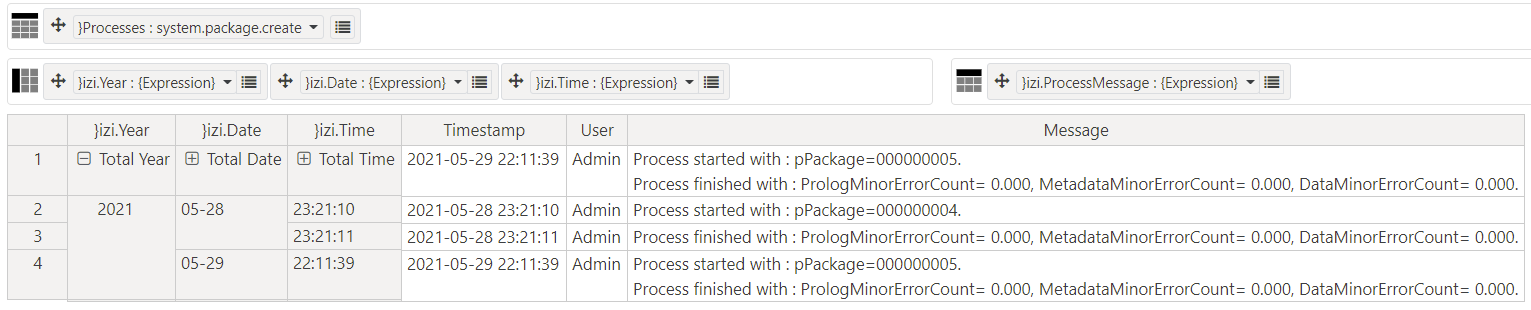 }Processes : system.package.create
}izi.Year : {Expression} }izi.Date : {Expression} }izi.Time : {Expression} }izi.ProcessMessage : {Expression}
}izi.Year }izi.Date }izi.Time Timestamp User Message
1 Total Year Total Date Total Time 2021-05-29 22:11:39 Admin Process started with : pPackage=000000005.
Process finished with : PrologMinorErrorCount= 0.000, MetadataMinorErrorCount= 0.000, DataMinorErrorCount= 0.000.
2 2021 05-28 23:21:10 2021-05-28 23:21:10 Admin Process started with : pPackage=000000004.
3 23:21:11 2021-05-28 23:21:11 Admin Process finished with : PrologMinorErrorCount= 0.000, MetadataMinorErrorCount= 0.000, DataMinorErrorCount= 0.000.
4 05-29 22:11:39 2021-05-29 22:11:39 Admin Process started with : pPackage=000000005.
Process finished with : PrologMinorErrorCount= 0.000, MetadataMinorErrorCount= 0.000, DataMinorErrorCount= 0.000.